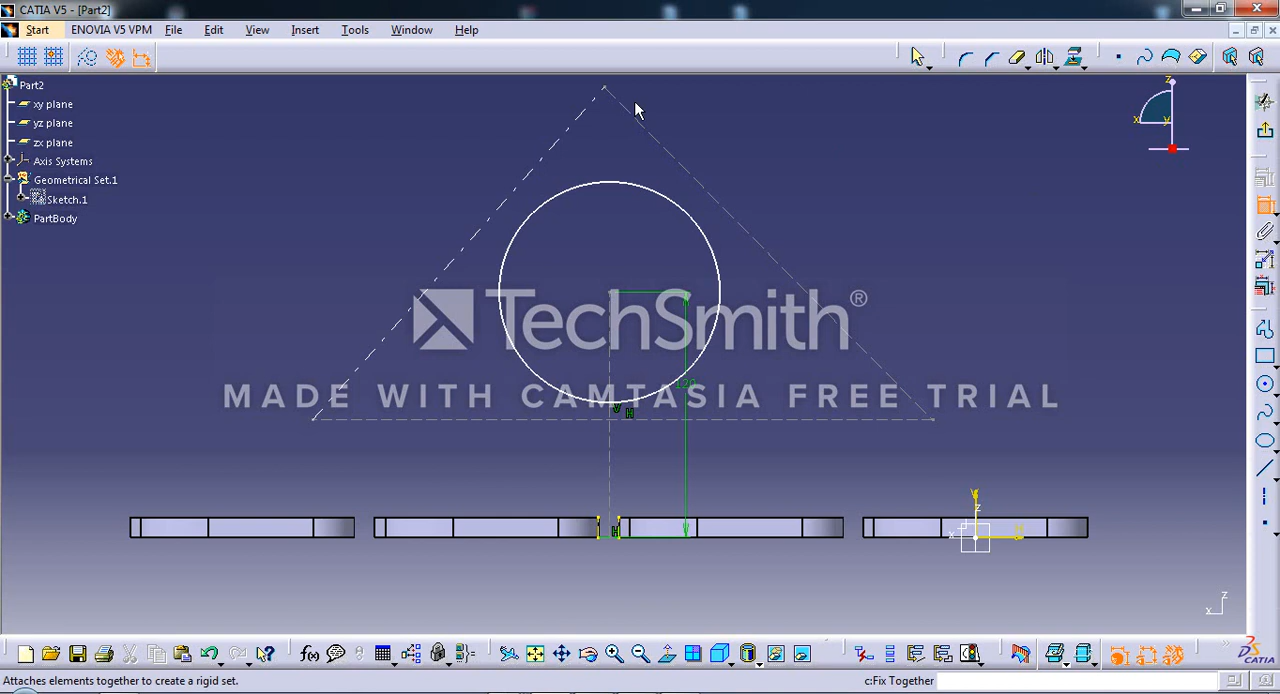 CATIA V5 - [Part2]
Start ENOVIA V5 VPM File Edit View Insert Tools Window Help
Part2
xy plane
yz plane
zx plane
Axis Systems
Geometrical Set.1
Sketch.1
PartBody
z
x y
TechSmith®
MADE WITH CAMTASIA FREE TRIAL
120
V H
H
y
z
x
z
x
f(x)
CATIA
Attaches elements together to create a rigid set. c:Fix Together